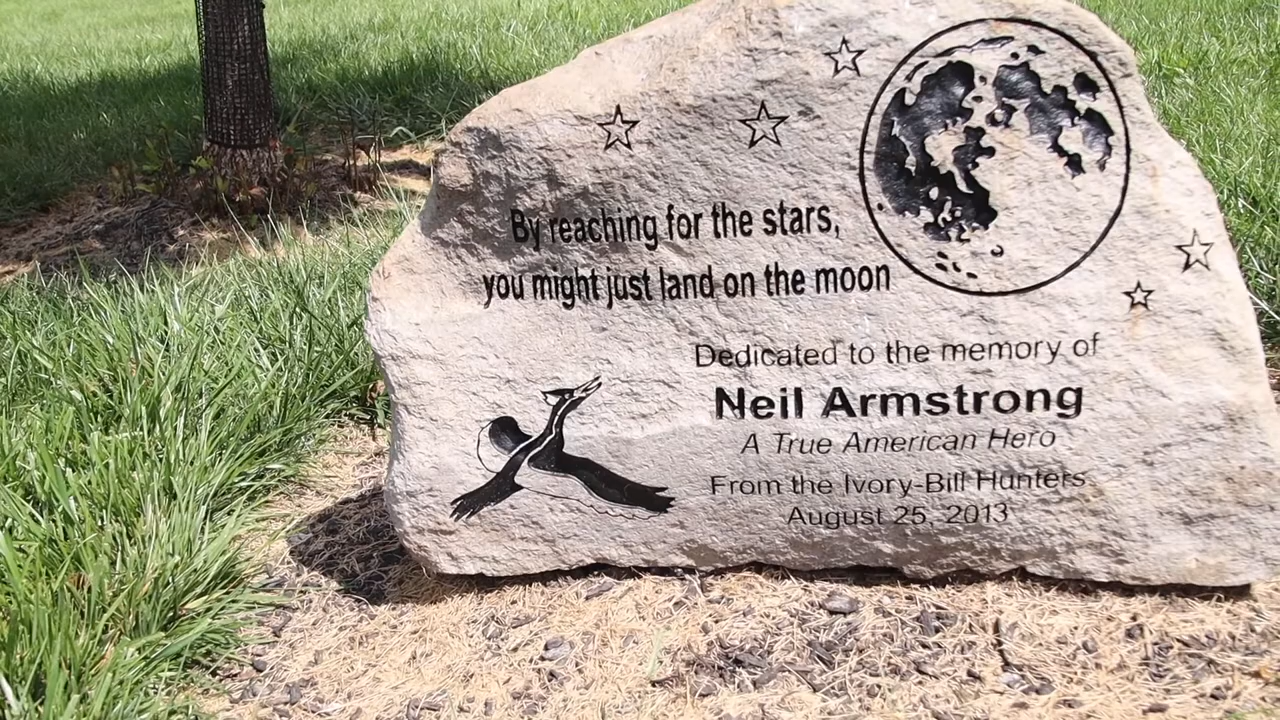 By reaching for the stars,
you might just land on the moon
Dedicated to the memory of
Neil Armstrong
A True American Hero
From the Ivory-Bill Hunters
August 25, 2013